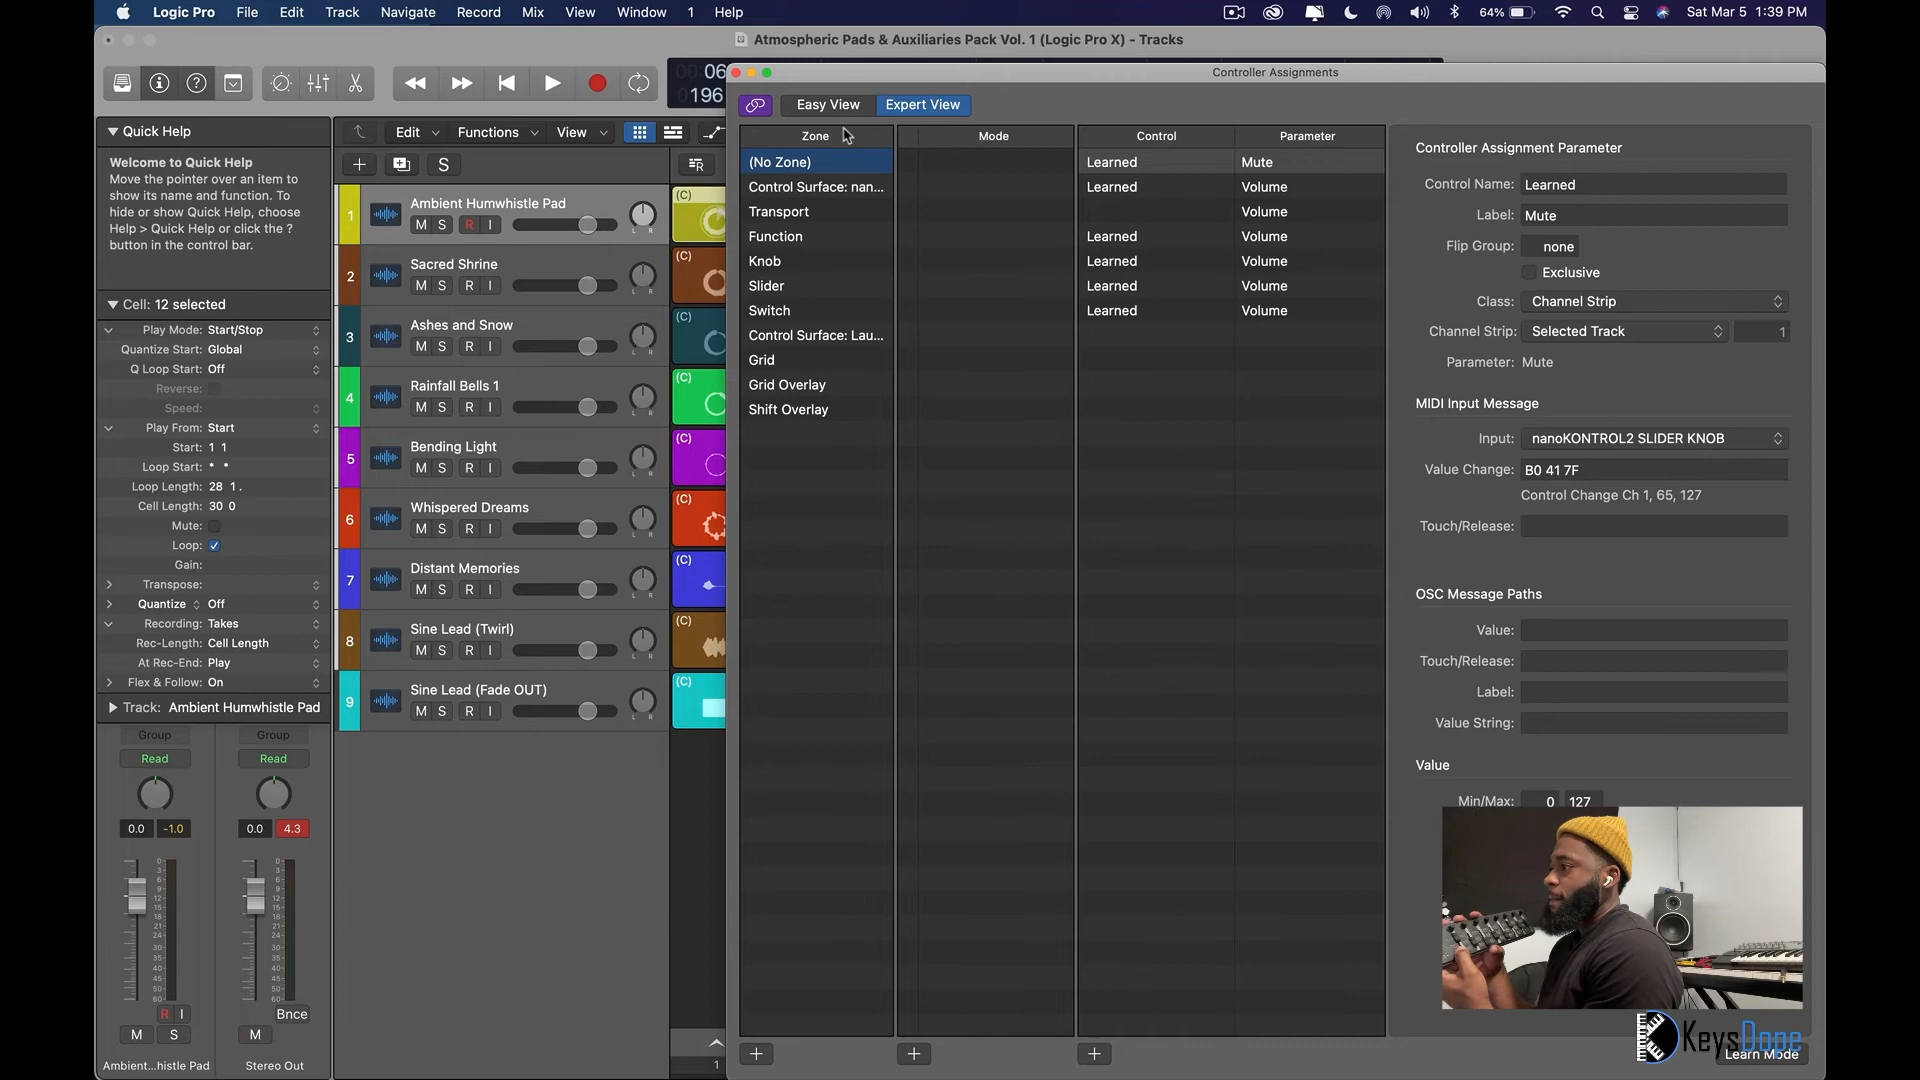 Logic Pro File Edit Track Navigate Record Mix View Window 1 Help 64% Sat Mar 5 1:39 PM
Atmospheric Pads & Auxiliaries Pack Vol. 1 (Logic Pro X) - Tracks
06
196
Controller Assignments
Easy View Expert View
Quick Help
Welcome to Quick Help
Move the pointer over an item to
show its name and function. To
hide or show Quick Help, choose
Help > Quick Help or click the ?
button in the control bar.
Cell: 12 selected
Play Mode: Start/Stop
Quantize Start: Global
Q Loop Start: Off
Reverse:
Speed:
Play From: Start
Start: 1 1
Loop Start: * *
Loop Length: 28 1 .
Cell Length: 30 0
Mute:
Loop:
Gain:
Transpose:
Quantize Off
Recording: Takes
Rec-Length: Cell Length
At Rec-End: Play
Flex & Follow: On
Track: Ambient Humwhistle Pad
Group Group
Read Read
0.0 -1.0 0.0 4.3
R I Bnce
M S M
Ambient...histle Pad Stereo Out
Edit Functions View
S
1 Ambient Humwhistle Pad
M S R I L R (C)
2 Sacred Shrine
M S R I L R (C)
3 Ashes and Snow
M S R I L R (C)
4 Rainfall Bells 1
M S R I L R (C)
5 Bending Light
M S R I L R (C)
6 Whispered Dreams
M S R I L R (C)
7 Distant Memories
M S R I L R (C)
8 Sine Lead (Twirl)
M S R I L R (C)
9 Sine Lead (Fade OUT)
M S R I L R (C)
1
Zone Mode Control Parameter
(No Zone) Learned Mute
Control Surface: nan... Learned Volume
Transport Volume
Function Learned Volume
Knob Learned Volume
Slider Learned Volume
Switch Learned Volume
Control Surface: Lau...
Grid
Grid Overlay
Shift Overlay
Controller Assignment Parameter
Control Name: Learned
Label: Mute
Flip Group: none
Exclusive
Class: Channel Strip
Channel Strip: Selected Track 1
Parameter: Mute
MIDI Input Message
Input: nanoKONTROL2 SLIDER KNOB
Value Change: B0 41 7F
Control Change Ch 1, 65, 127
Touch/Release:
OSC Message Paths
Value:
Touch/Release:
Label:
Value String:
Value
Min/Max: 0 127
KeysDope
Learn Mode